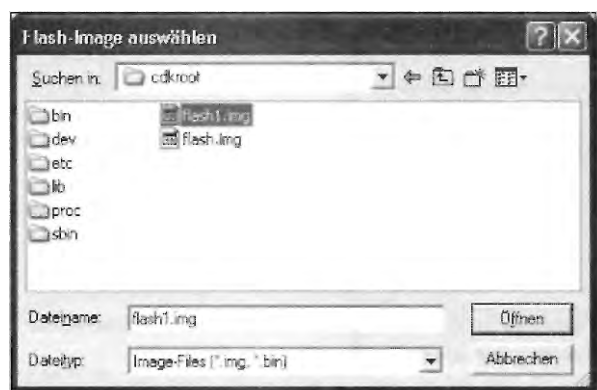 Flash-Image auswählen
Suchen in: cdkroot
bin
dev
etc
lib
proc
sbin
flash1.img
flash.img
Dateiname: flash1.img
Öffnen
Dateityp: Image-Files (*.img, *.bin)
Abbrechen